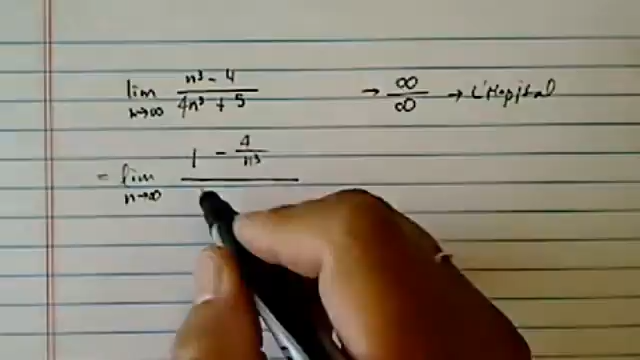 lim n→∞ n³ - 4 / 4n³ + 5 → ∞/∞ → L'Hopital
= lim n→∞ 1 - 4/n³